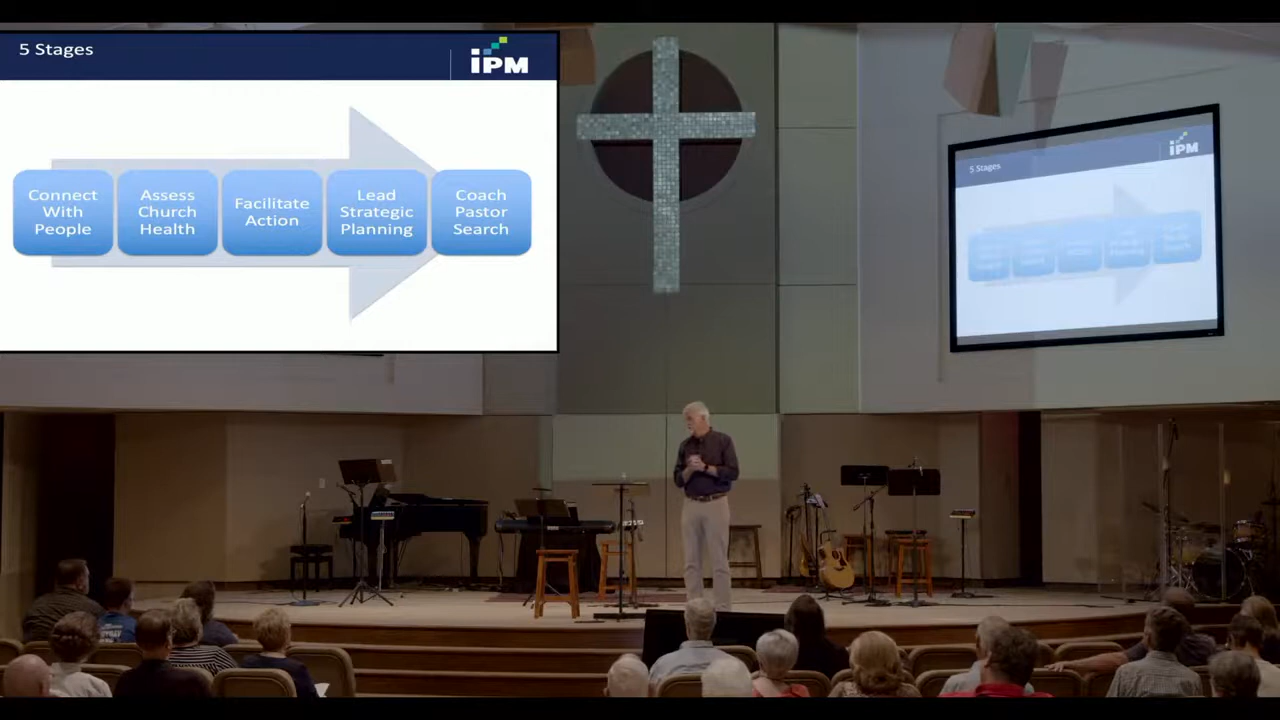 5 Stages
iPM
Connect
With
People
Assess
Church
Health
Facilitate
Action
Lead
Strategic
Planning
Coach
Pastor
Search
5 Stages
iPM